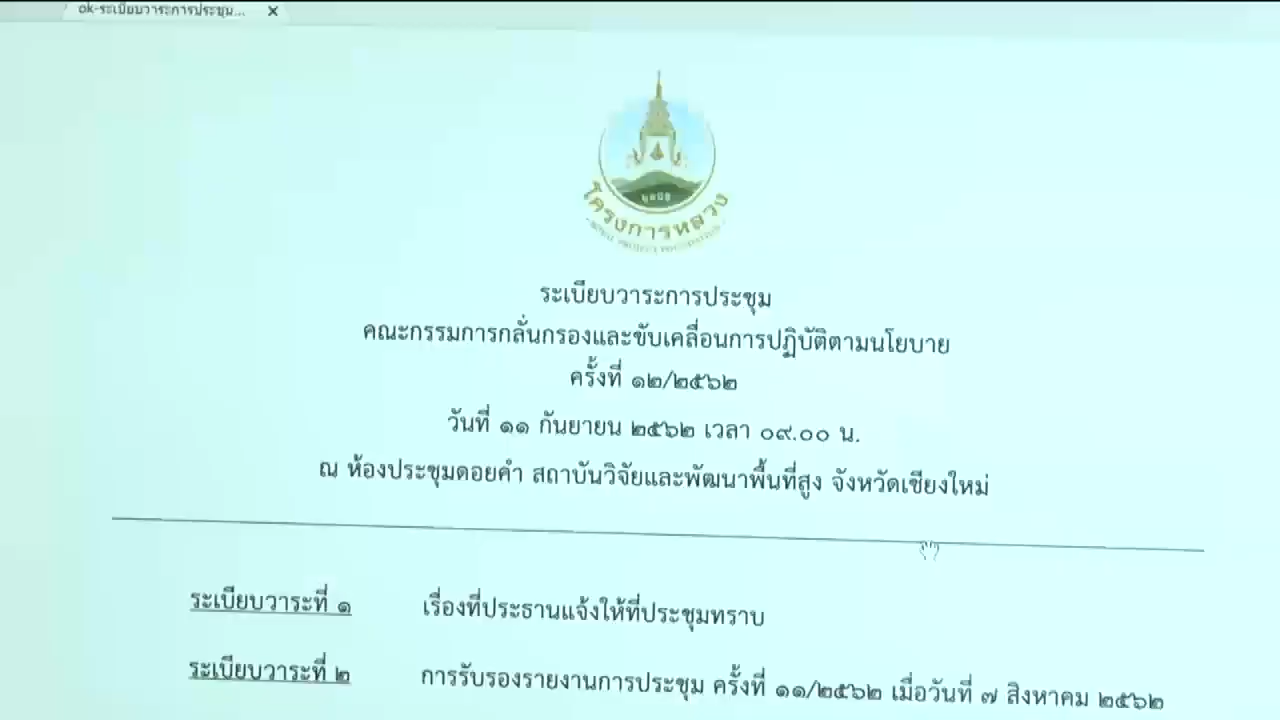 ok-ระเบียบวาระการประชุม...
มูลนิธิ
โครงการหลวง
ระเบียบวาระการประชุม
คณะกรรมการกลั่นกรองและขับเคลื่อนการปฏิบัติตามนโยบาย
ครั้งที่ ๑๒/๒๕๖๒
วันที่ ๑๑ กันยายน ๒๕๖๒ เวลา ๐๙.๐๐ น.
ณ ห้องประชุมดอยคำ สถาบันวิจัยและพัฒนาพื้นที่สูง จังหวัดเชียงใหม่
ระเบียบวาระที่ ๑ เรื่องที่ประธานแจ้งให้ที่ประชุมทราบ
ระเบียบวาระที่ ๒ การรับรองรายงานการประชุม ครั้งที่ ๑๑/๒๕๖๒ เมื่อวันที่ ๗ สิงหาคม ๒๕๖๒